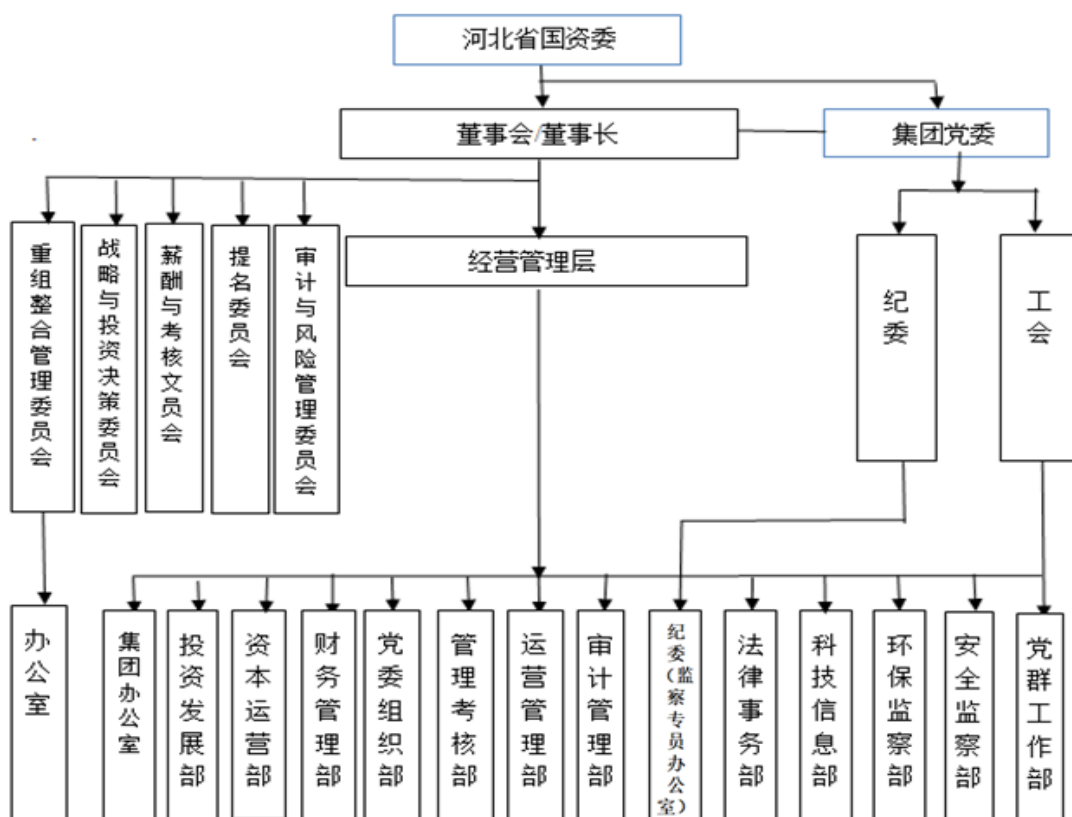 河北省国资委
董事会/董事长
集团党委
重组整合管理委员会
战略与投资决策委员会
薪酬与考核文员会
提名委员会
审计与风险管理委员会
经营管理层
纪委
工会
办公室
集团办公室
投资发展部
资本运营部
财务管理部
党委组织部
管理考核部
运营管理部
审计管理部
纪委(监察专员办公室)
法律事务部
科技信息部
环保监察部
安全监察部
党群工作部